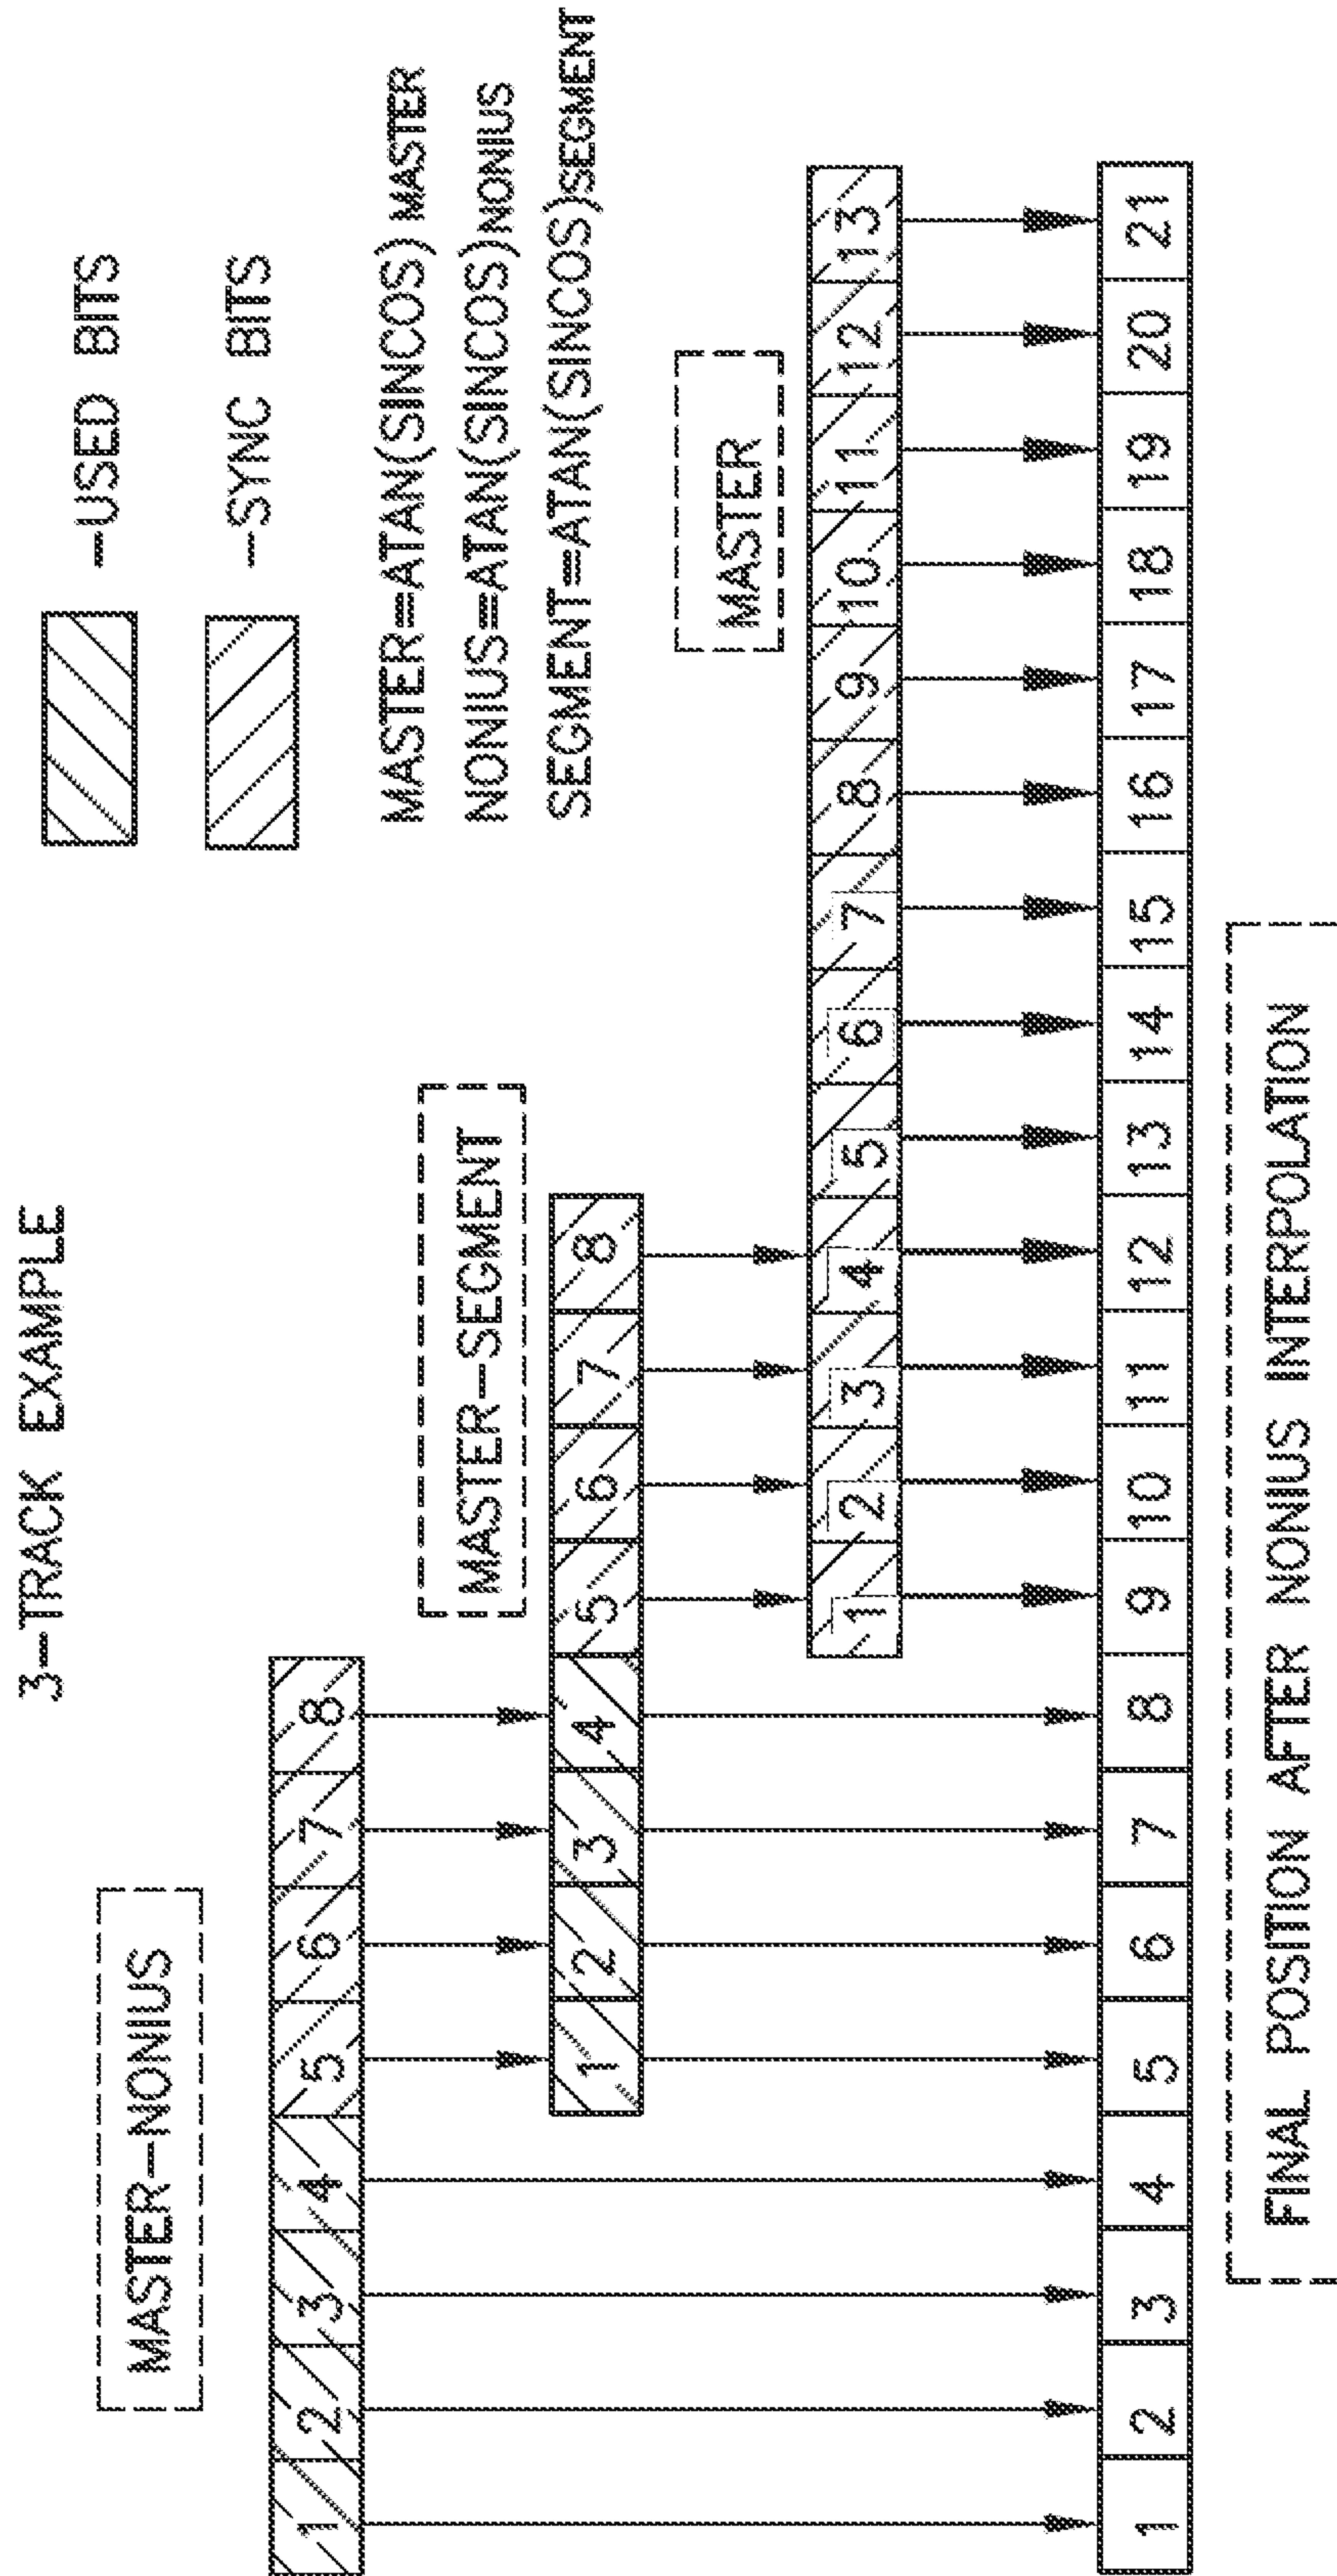 3-TRACK EXAMPLE
-USED BITS
-SYNC BITS
MASTER=ATAN(SINCOS)MASTER
NONIUS=ATAN(SINCOS)NONIUS
SEGMENT=ATAN(SINCOS)SEGMENT
MASTER-NONIUS
1 2 3 4 5 6 7 8
MASTER-SEGMENT
1 2 3 4 5 6 7 8
MASTER
1 2 3 4 5 6 7 8 9 10 11 12 13
1 2 3 4 5 6 7 8 9 10 11 12 13 14 15 16 17 18 19 20 21
FINAL POSITION AFTER NONIUS INTERPOLATION